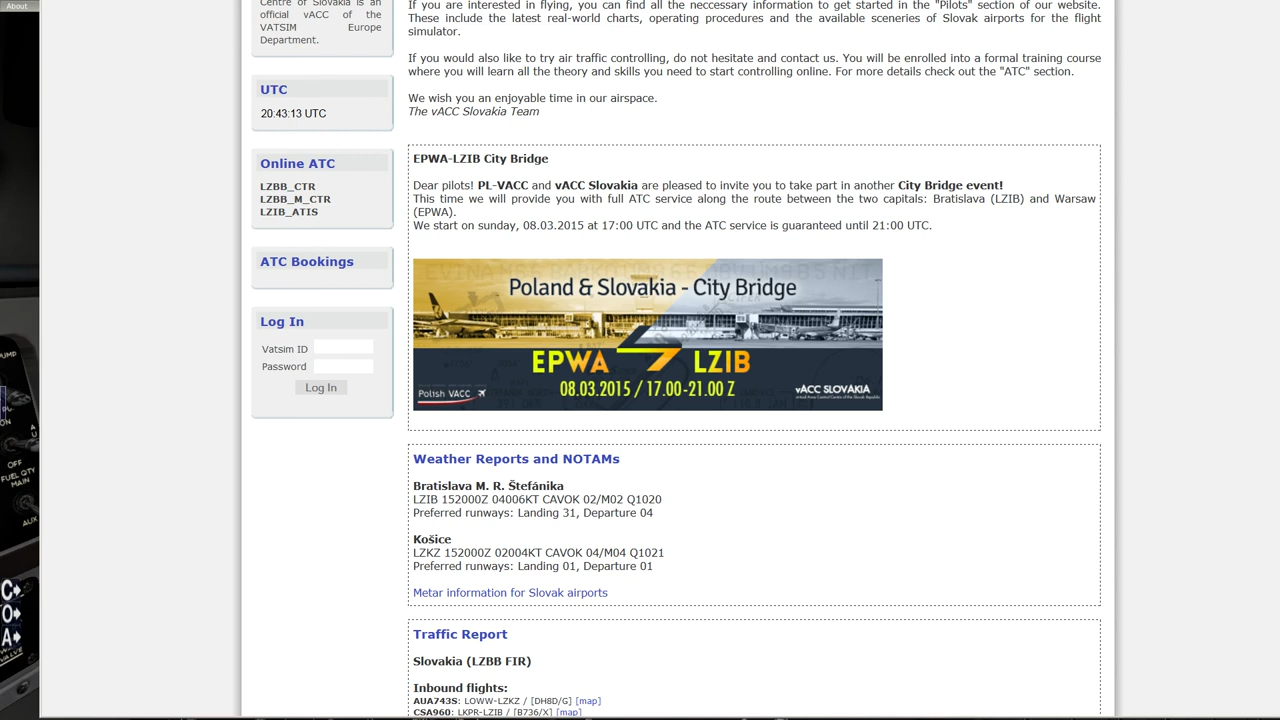 About
Centre of Slovakia is an
official vACC of the
VATSIM Europe
Department.
UTC
20:43:13 UTC
Online ATC
LZBB_CTR
LZBB_M_CTR
LZIB_ATIS
ATC Bookings
Log In
Vatsim ID
Password
Log In
If you are interested in flying, you can find all the neccessary information to get started in the "Pilots" section of our website.
These include the latest real-world charts, operating procedures and the available sceneries of Slovak airports for the flight
simulator.
If you would also like to try air traffic controlling, do not hesitate and contact us. You will be enrolled into a formal training course
where you will learn all the theory and skills you need to start controlling online. For more details check out the "ATC" section.
We wish you an enjoyable time in our airspace.
The vACC Slovakia Team
EPWA-LZIB City Bridge
Dear pilots! PL-VACC and vACC Slovakia are pleased to invite you to take part in another City Bridge event!
This time we will provide you with full ATC service along the route between the two capitals: Bratislava (LZIB) and Warsaw
(EPWA).
We start on sunday, 08.03.2015 at 17:00 UTC and the ATC service is guaranteed until 21:00 UTC.
Poland & Slovakia - City Bridge
EPWA LZIB
08.03.2015 / 17.00-21.00 Z
Polish VACC
vACC SLOVAKIA
Weather Reports and NOTAMs
Bratislava M. R. Štefánika
LZIB 152000Z 04006KT CAVOK 02/M02 Q1020
Preferred runways: Landing 31, Departure 04
Košice
LZKZ 152000Z 02004KT CAVOK 04/M04 Q1021
Preferred runways: Landing 01, Departure 01
Metar information for Slovak airports
Traffic Report
Slovakia (LZBB FIR)
Inbound flights:
AUA743S: LOWW-LZKZ / [DH8D/G] [map]
CSA960: LKPR-LZIB / [B736/X] [map]
OFF
FUEL QTY
MAIN
AUX
C
O
A
VALVE